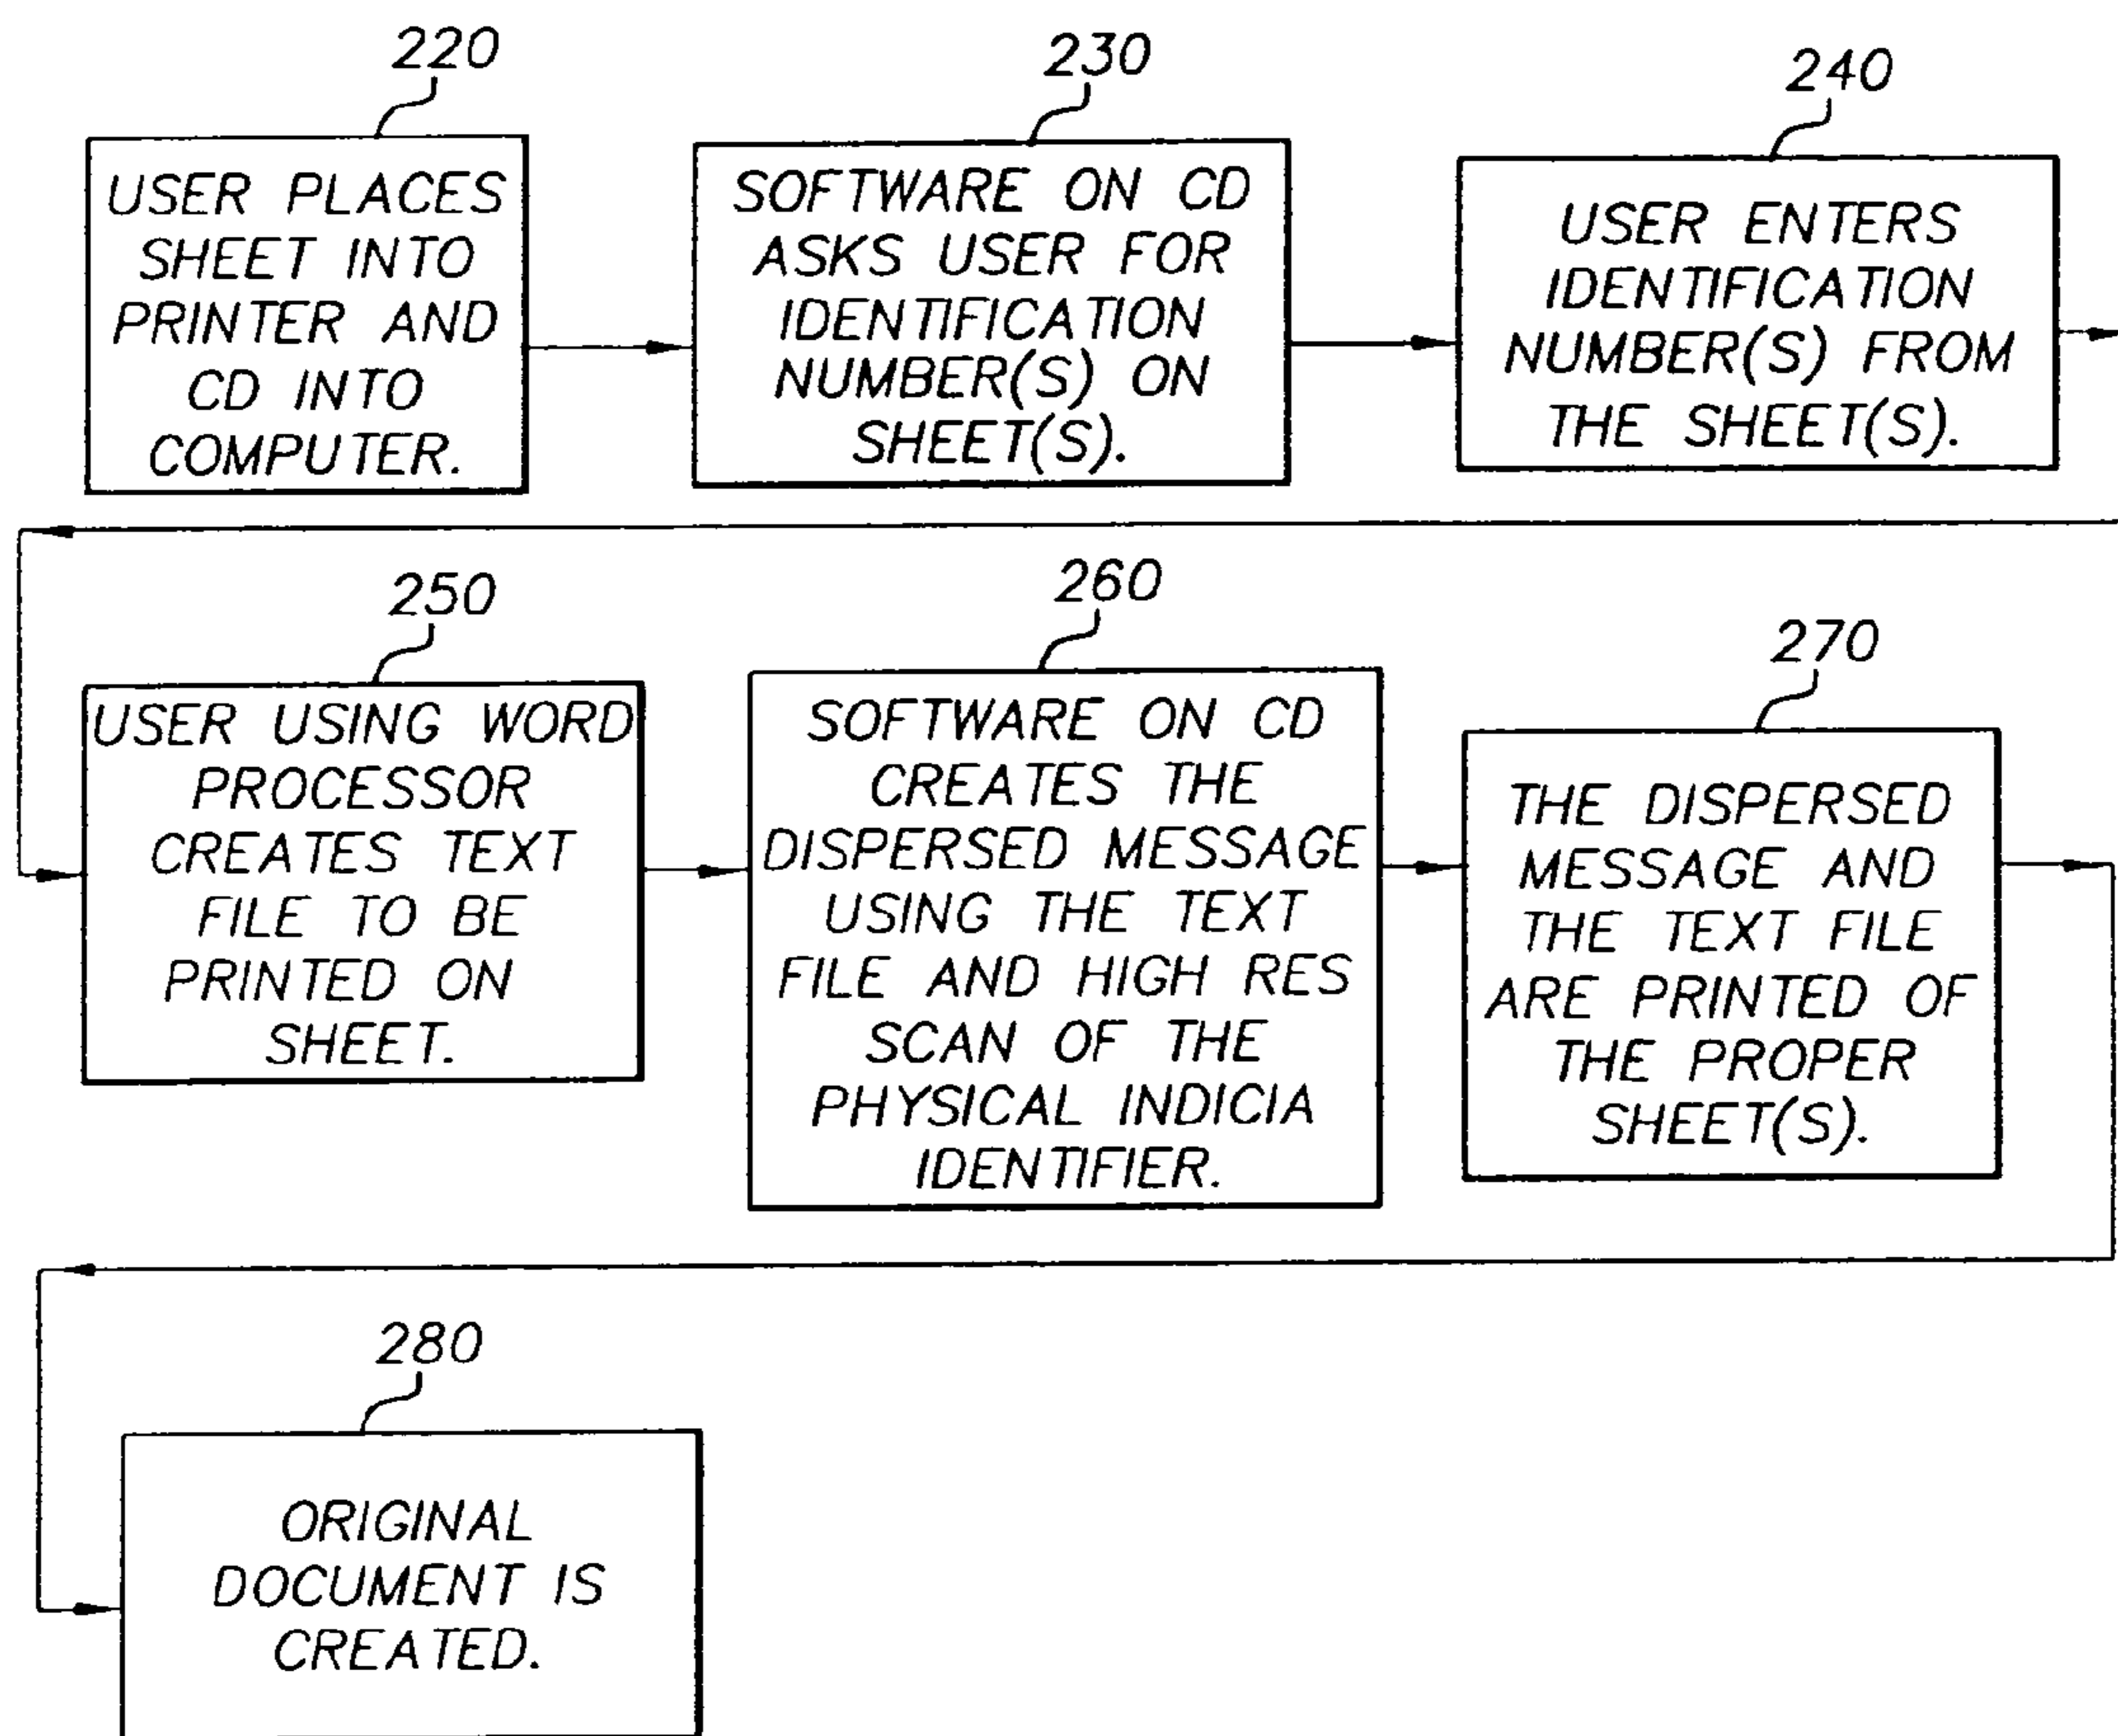 220
USER PLACES
SHEET INTO
PRINTER AND
CD INTO
COMPUTER.
230
SOFTWARE ON CD
ASKS USER FOR
IDENTIFICATION
NUMBER(S) ON
SHEET(S).
240
USER ENTERS
IDENTIFICATION
NUMBER(S) FROM
THE SHEET(S).
250
USER USING WORD
PROCESSOR
CREATES TEXT
FILE TO BE
PRINTED ON
SHEET.
260
SOFTWARE ON CD
CREATES THE
DISPERSED MESSAGE
USING THE TEXT
FILE AND HIGH RES
SCAN OF THE
PHYSICAL INDICIA
IDENTIFIER.
270
THE DISPERSED
MESSAGE AND
THE TEXT FILE
ARE PRINTED OF
THE PROPER
SHEET(S).
280
ORIGINAL
DOCUMENT IS
CREATED.